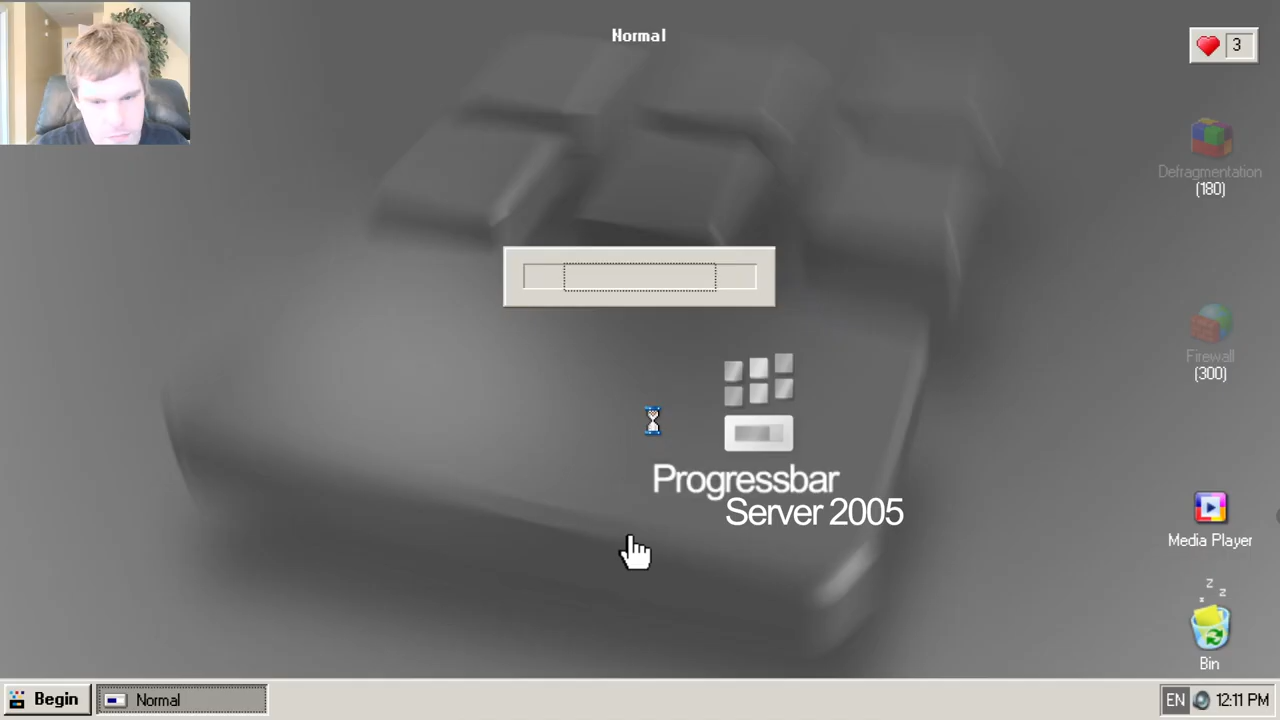 Normal
3
Defragmentation
(180)
Firewall
(300)
Progressbar
Server 2005
Media Player
z
z
z
Bin
Begin
Normal
EN
12:11 PM